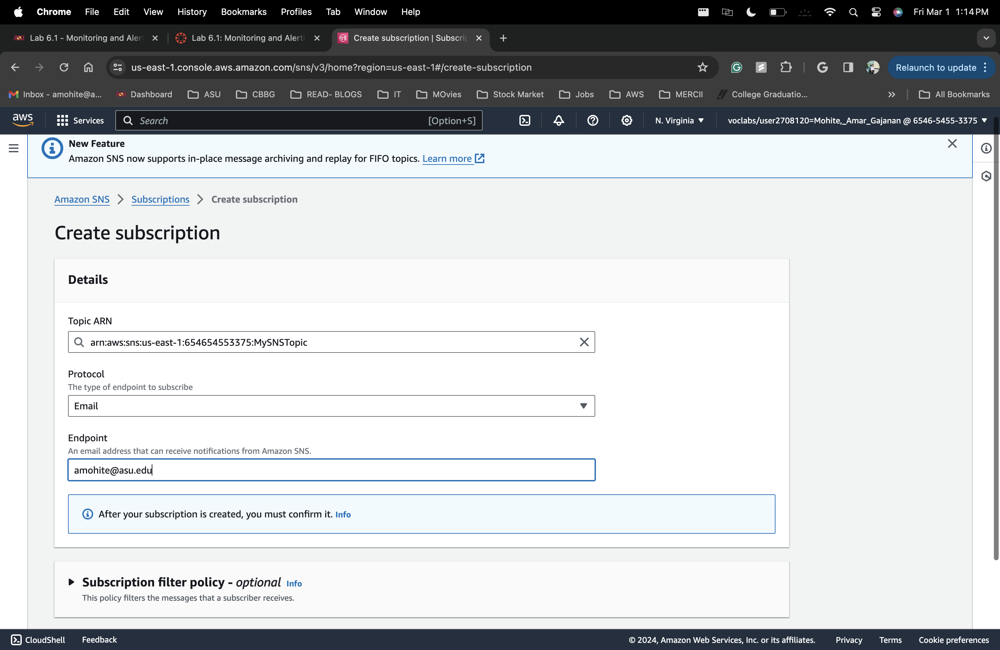 Chrome File Edit View History Bookmarks Profiles Tab Window Help Fri Mar 1 1:14 PM
Lab 6.1 - Monitoring and Aler Lab 6.1: Monitoring and Alerti Create subscription | Subscrip
us-east-1.console.aws.amazon.com/sns/v3/home?region=us-east-1#/create-subscription Relaunch to update
Inbox - amohite@a... Dashboard ASU CBBG READ- BLOGS IT MOvies Stock Market Jobs AWS MERCII College Graduatio... All Bookmarks
aws Services Search [Option+S] N. Virginia voclabs/user2708120=Mohite,_Amar_Gajanan @ 6546-5455-3375
New Feature
Amazon SNS now supports in-place message archiving and replay for FIFO topics. Learn more
Amazon SNS Subscriptions Create subscription
Create subscription
Details
Topic ARN
arn:aws:sns:us-east-1:654654553375:MySNSTopic
Protocol
The type of endpoint to subscribe
Email
Endpoint
An email address that can receive notifications from Amazon SNS.
amohite@asu.edu
After your subscription is created, you must confirm it. Info
Subscription filter policy - optional Info
This policy filters the messages that a subscriber receives.
CloudShell Feedback © 2024, Amazon Web Services, Inc. or its affiliates. Privacy Terms Cookie preferences